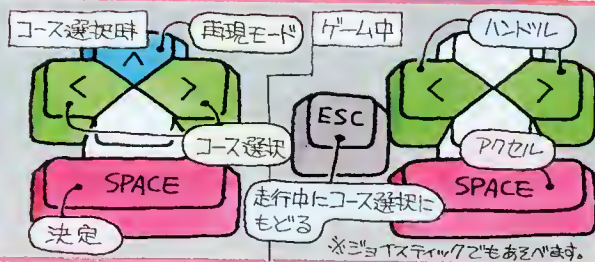 コース選択時
再現モード
^
< >
コース選択
SPACE
決定
ゲーム中
ハンドル
< >
ESC
アクセル
SPACE
走行中にコース選択に
もどる
※ジョイスティックでもあそべます。